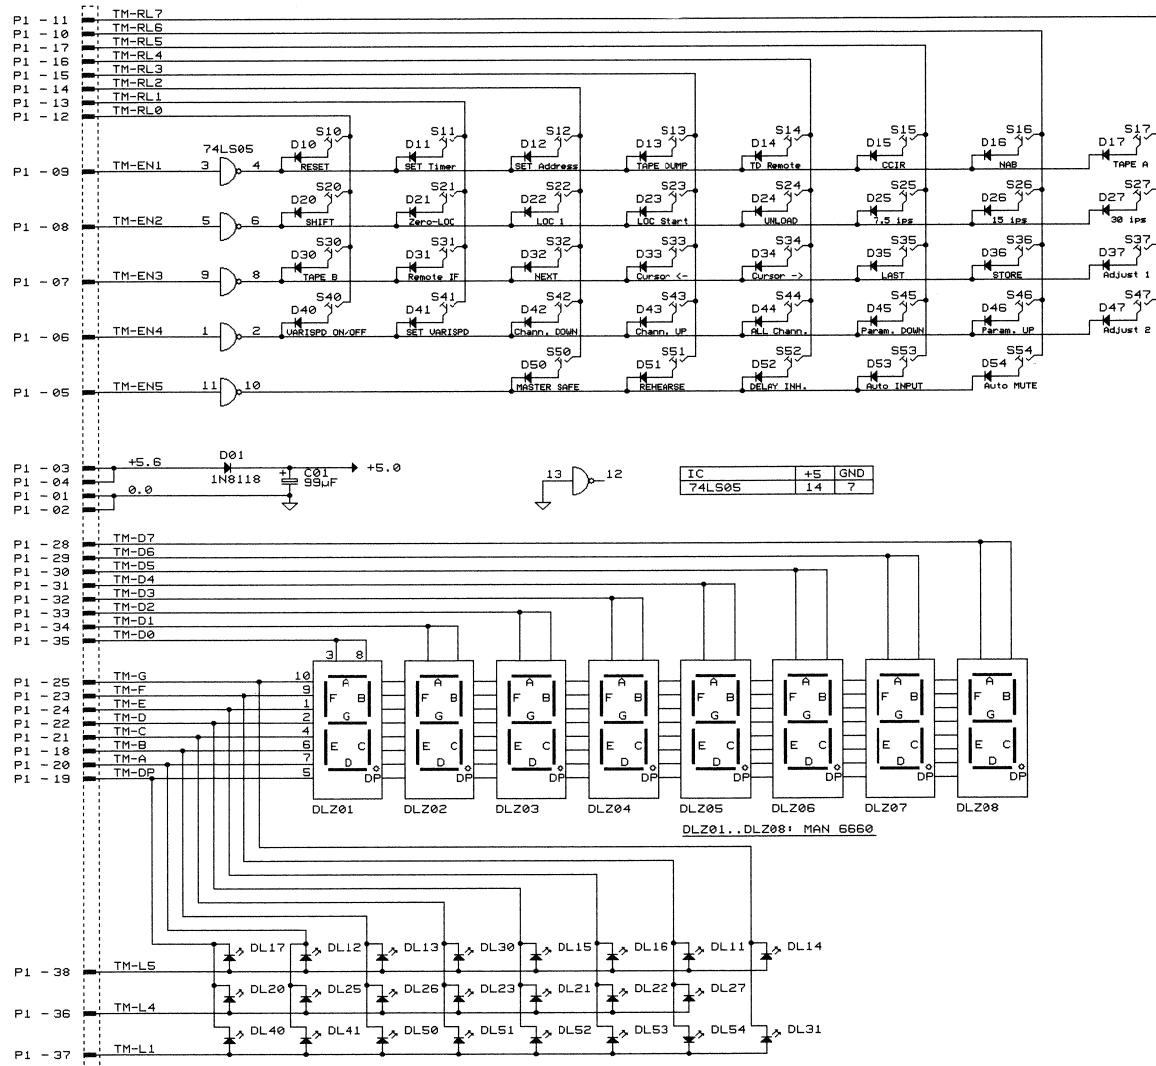 P1 - 11 TM-RL7
P1 - 10 TM-RL6
P1 - 17 TM-RL5
P1 - 16 TM-RL4
P1 - 15 TM-RL3
P1 - 14 TM-RL2
P1 - 13 TM-RL1
P1 - 12 TM-RL0
S10 S11 S12 S13 S14 S15 S16 S17
74LS05 D10 D11 D12 D13 D14 D15 D16 D17
P1 - 09 TM-EN1 3 4 RESET SET Timer SET Address TAPE DUMP TD Remote CCIR NAB TAPE A
S20 S21 S22 S23 S24 S25 S26 S27
D20 D21 D22 D23 D24 D25 D26 D27
P1 - 08 TM-EN2 5 6 SHIFT Zero-LOC LOC 1 LOC Start UNLOAD 7.5 ips 15 ips 30 ips
S30 S31 S32 S33 S34 S35 S36 S37
D30 D31 D32 D33 D34 D35 D36 D37
P1 - 07 TM-EN3 9 8 TAPE B Remote IF NEXT Cursor <- Cursor -> LAST STORE Adjust 1
S40 S41 S42 S43 S44 S45 S46 S47
D40 D41 D42 D43 D44 D45 D46 D47
P1 - 06 TM-EN4 1 2 VARISPD ON/OFF SET VARISPD Chann. DOWN Chann. UP ALL Chann. Param. DOWN Param. UP Adjust 2
S50 S51 S52 S53 S54
D50 D51 D52 D53 D54
P1 - 05 TM-EN5 11 10 MASTER SAFE REHEARSE DELAY INH. Auto INPUT Auto MUTE
P1 - 03 +5.6 D01 +5.0
P1 - 04 1N8118 + C01 99µF
P1 - 01 0.0
P1 - 02
13 12
IC +5 GND
74LS05 14 7
P1 - 28 TM-D7
P1 - 29 TM-D6
P1 - 30 TM-D5
P1 - 31 TM-D4
P1 - 32 TM-D3
P1 - 33 TM-D2
P1 - 34 TM-D1
P1 - 35 TM-D0
3 8
P1 - 25 TM-G 10
P1 - 23 TM-F 9
P1 - 24 TM-E 1
P1 - 22 TM-D 2
P1 - 21 TM-C 4
P1 - 18 TM-B 6
P1 - 20 TM-A 7
P1 - 19 TM-DP 5
A A A A A A A A
F B F B F B F B F B F B F B F B
G G G G G G G G
E C E C E C E C E C E C E C E C
D D D D D D D D
DP DP DP DP DP DP DP DP
DLZ01 DLZ02 DLZ03 DLZ04 DLZ05 DLZ06 DLZ07 DLZ08
DLZ01..DLZ08: MAN 6660
DL17 DL12 DL13 DL30 DL15 DL16 DL11 DL14
P1 - 38 TM-L5
DL20 DL25 DL26 DL23 DL21 DL22 DL27
P1 - 36 TM-L4
DL40 DL41 DL50 DL51 DL52 DL53 DL54 DL31
P1 - 37 TM-L1